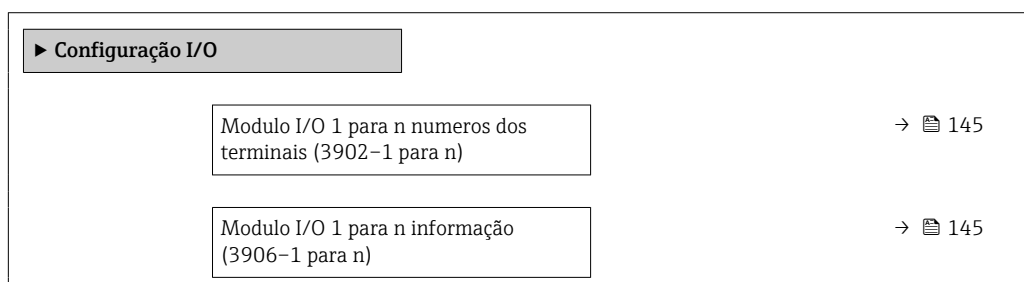 ▶ Configuração I/O
Modulo I/O 1 para n numeros dos
terminais (3902–1 para n)
→ 145
Modulo I/O 1 para n informação
(3906–1 para n)
→ 145